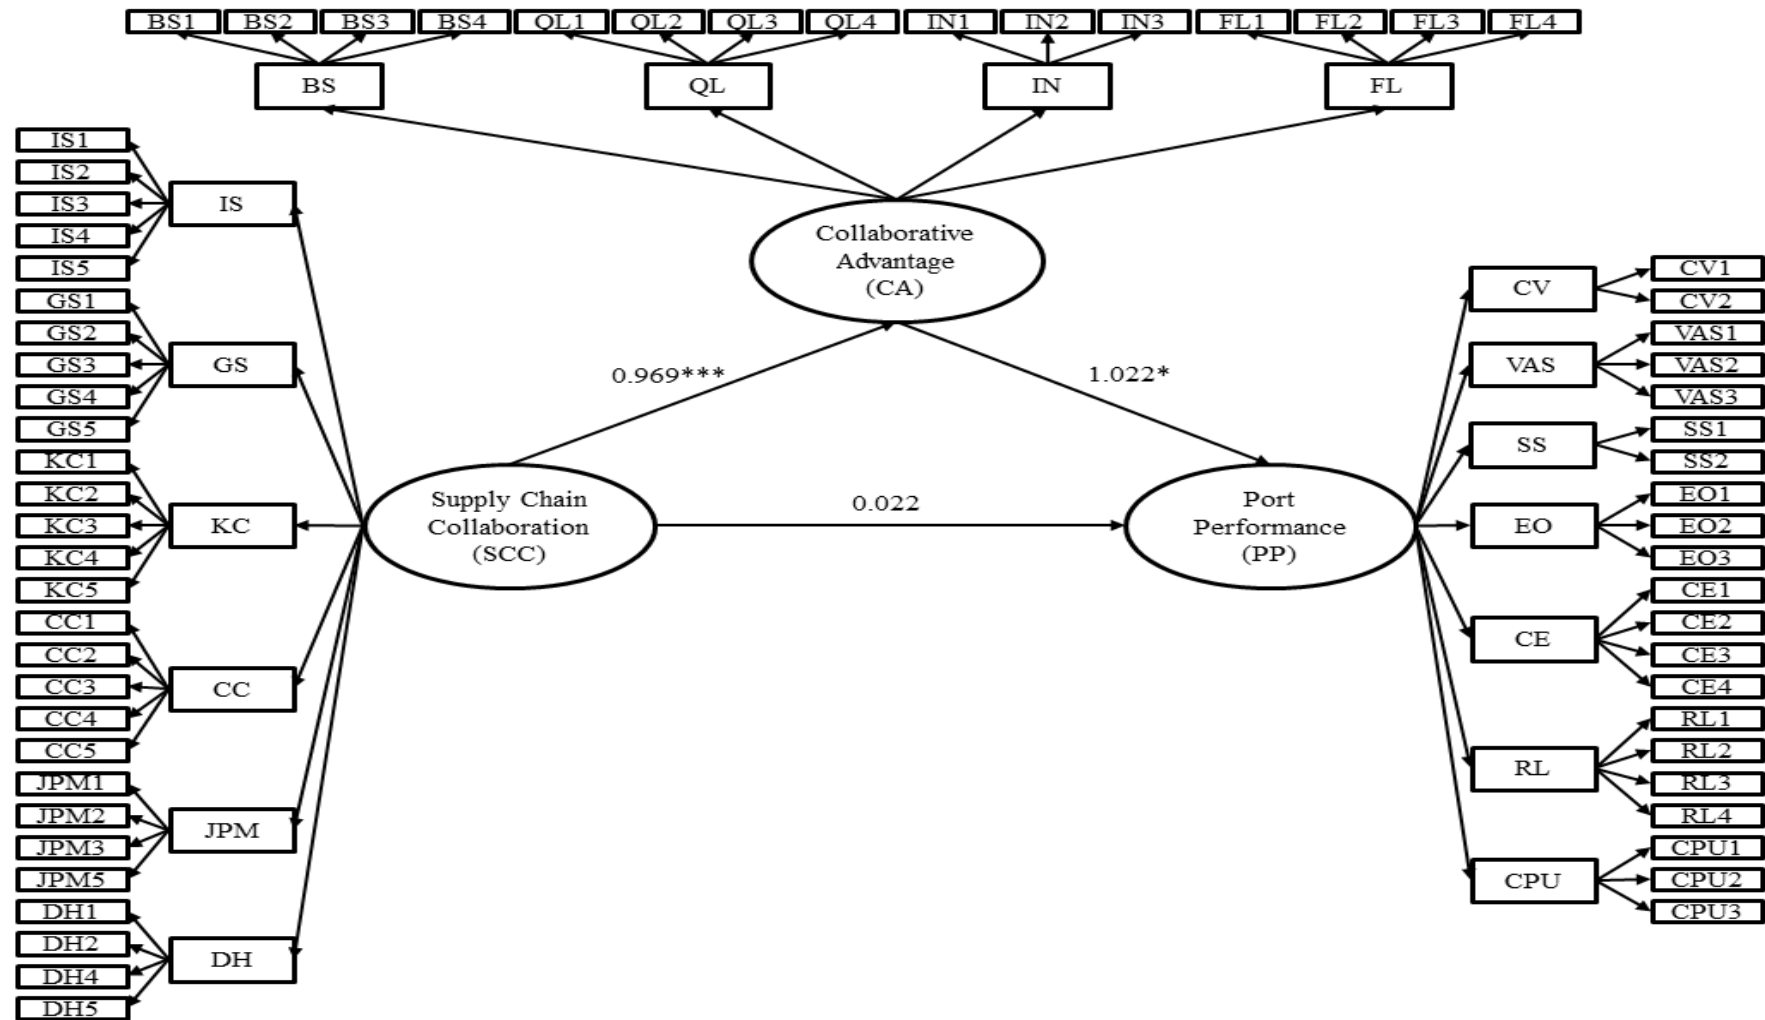 BS1 BS2 BS3 BS4 QL1 QL2 QL3 QL4 IN1 IN2 IN3 FL1 FL2 FL3 FL4
BS QL IN FL
IS1
IS2
IS3
IS4
IS5
IS
GS1
GS2
GS3
GS4
GS5
GS
KC1
KC2
KC3
KC4
KC5
KC
CC1
CC2
CC3
CC4
CC5
CC
JPM1
JPM2
JPM3
JPM5
JPM
DH1
DH2
DH4
DH5
DH
Collaborative
Advantage
(CA)
0.969***
1.022*
Supply Chain
Collaboration
(SCC)
0.022
Port
Performance
(PP)
CV
CV1
CV2
VAS
VAS1
VAS2
VAS3
SS
SS1
SS2
EO
EO1
EO2
EO3
CE
CE1
CE2
CE3
CE4
RL
RL1
RL2
RL3
RL4
CPU
CPU1
CPU2
CPU3